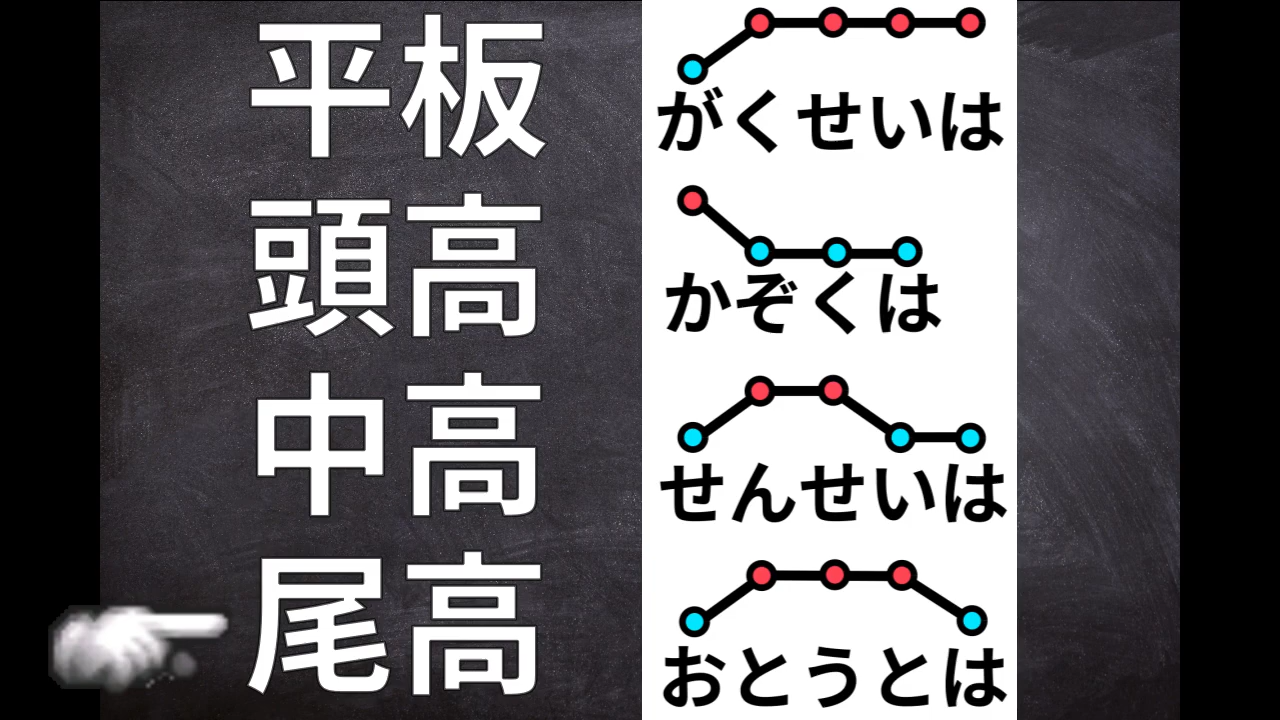 平板
がくせいは
頭高
かぞくは
中高
せんせいは
尾高
おとうとは